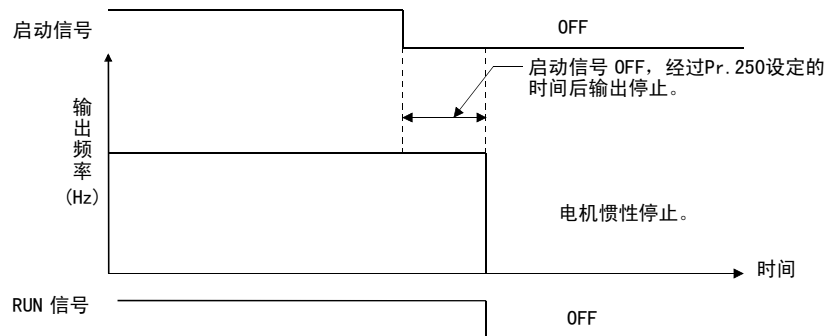 启动信号
OFF
启动信号 OFF，经过Pr.250设定的
时间后输出停止。
输出频率
(Hz)
电机惯性停止。
时间
RUN 信号
OFF